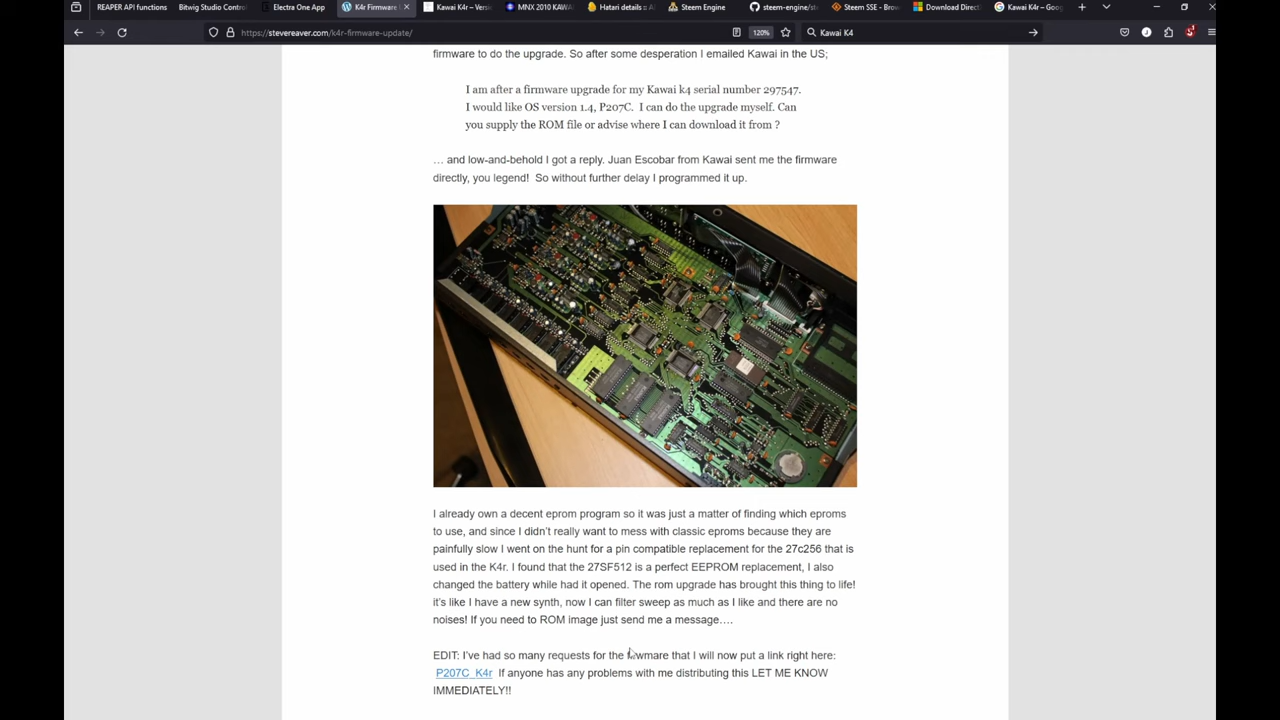 REAPER API functions
Bitwig Studio Control
Electra One App
K4r Firmware
Kawai K4r – Versi
MNX 2010 KAWA
Hatari details :: Al
Steem Engine
steem-engine/st
Steem SSE - Brow
Download Direct
Kawai K4r – Goog
https://stevereaver.com/k4r-firmware-update/
120%
Kawai K4
firmware to do the upgrade. So after some desperation I emailed Kawai in the US;
I am after a firmware upgrade for my Kawai k4 serial number 297547.
I would like OS version 1.4, P207C. I can do the upgrade myself. Can
you supply the ROM file or advise where I can download it from ?
… and low-and-behold I got a reply. Juan Escobar from Kawai sent me the firmware
directly, you legend! So without further delay I programmed it up.
I already own a decent eprom program so it was just a matter of finding which eproms
to use, and since I didn't really want to mess with classic eproms because they are
painfully slow I went on the hunt for a pin compatible replacement for the 27c256 that is
used in the K4r. I found that the 27SF512 is a perfect EEPROM replacement, I also
changed the battery while had it opened. The rom upgrade has brought this thing to life!
it's like I have a new synth, now I can filter sweep as much as I like and there are no
noises! If you need to ROM image just send me a message….
EDIT: I've had so many requests for the fiwmare that I will now put a link right here:
P207C_K4r If anyone has any problems with me distributing this LET ME KNOW
IMMEDIATELY!!